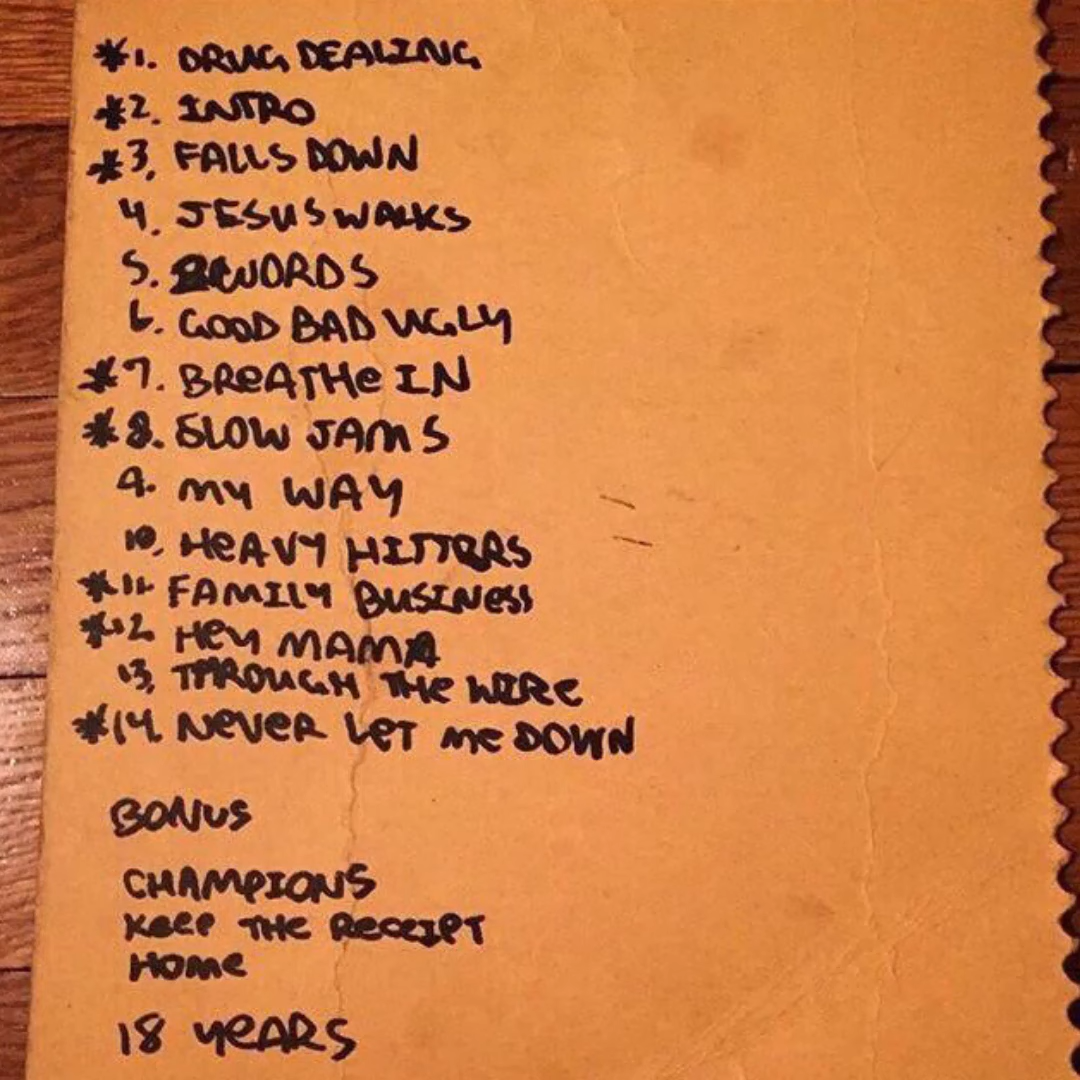 *1. DRUG DEALING
*2. INTRO
*3. FALLS DOWN
4. JESUS WALKS
5. WORDS
6. GOOD BAD UGLY
*7. BREATHE IN
*8. SLOW JAMS
9. MY WAY
10. HEAVY HITTERS
*11. FAMILY BUSINESS
*12. HEY MAMA
13. THROUGH THE WIRE
*14. NEVER LET ME DOWN
BONUS
CHAMPIONS
KEEP THE RECEIPT
HOME
18 YEARS